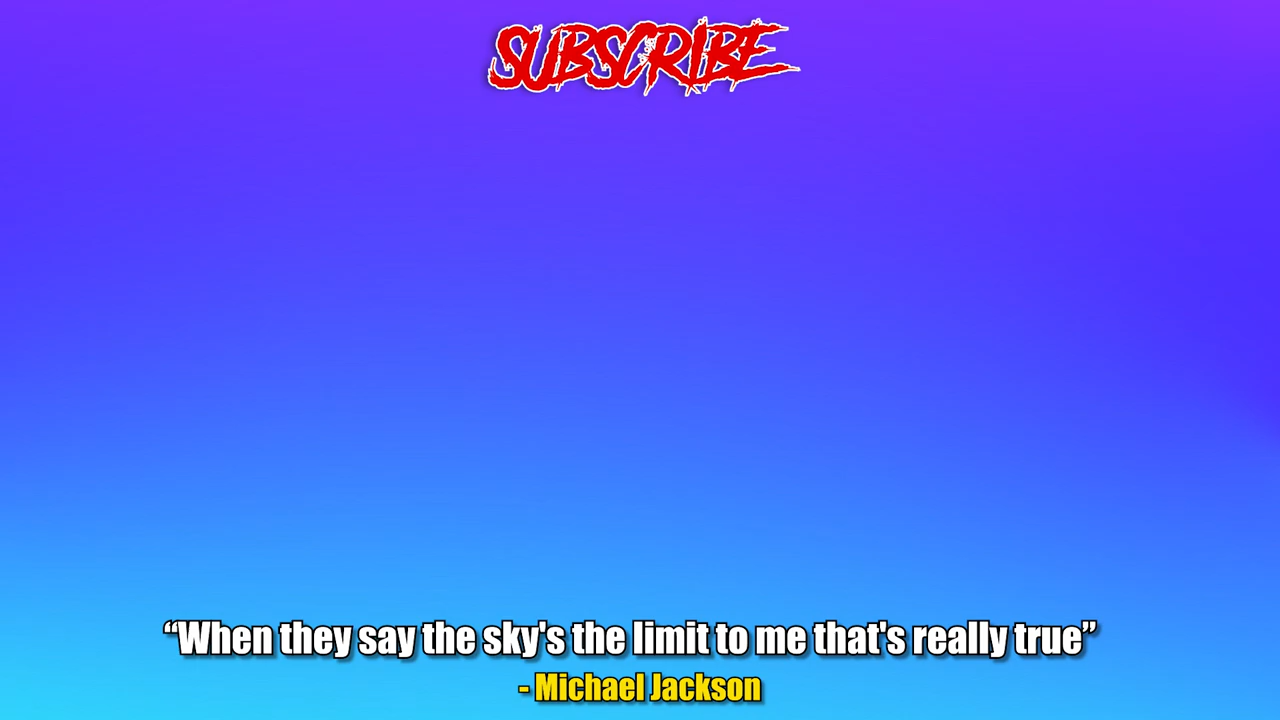 SUBSCRIBE
“When they say the sky's the limit to me that's really true”
- Michael Jackson